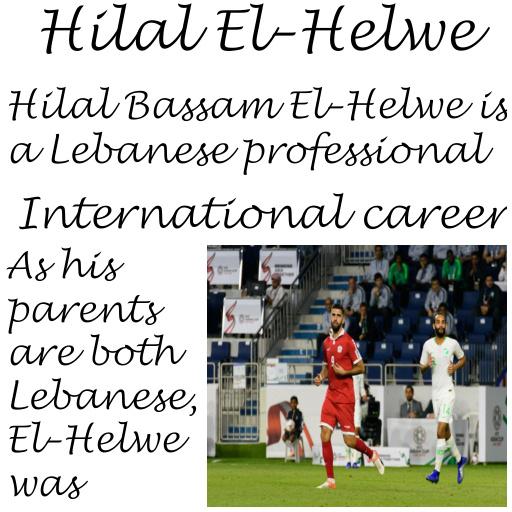 Hilal El-Helwe
Hilal Bassam El-Helwe is
a Lebanese professional
International career
As his
parents
are both
Lebanese,
El-Helwe
was